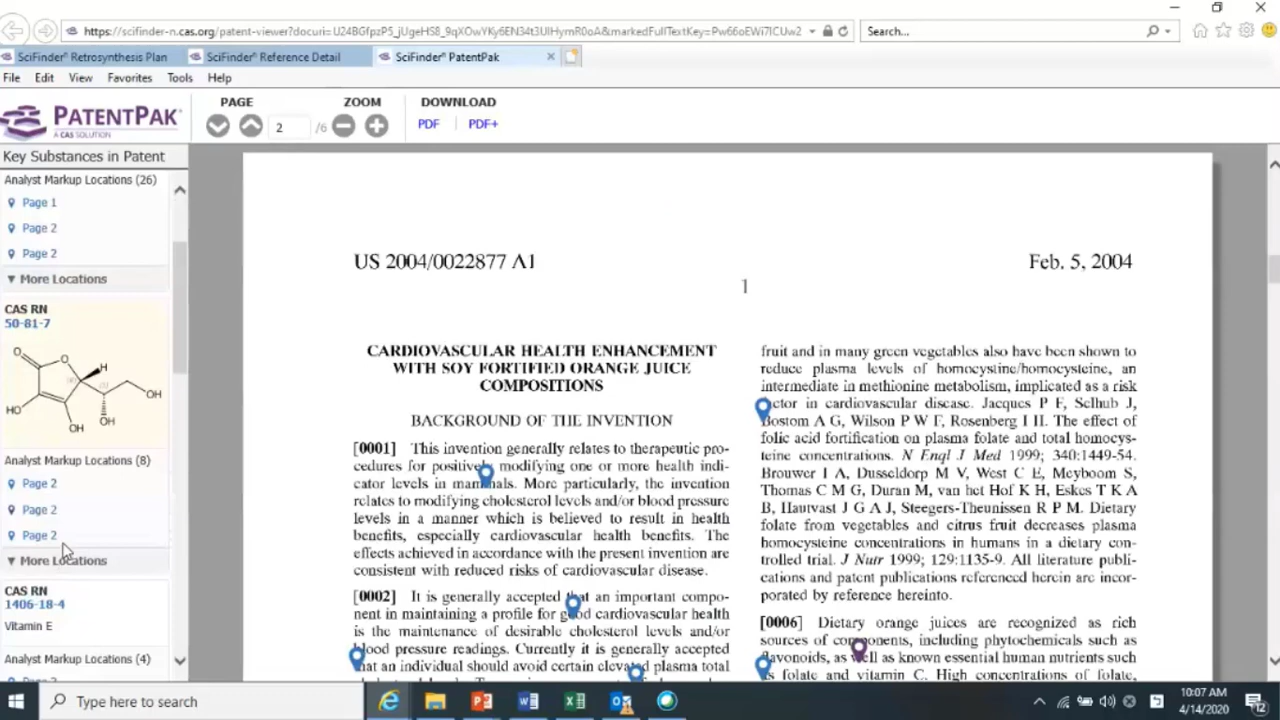 https://scifinder-n.cas.org/patent-viewer?docuri=U24BGfpzP5_jUgeHS8_9qXOwYKy6EN34t3UIHymR0oA&markedFullTextKey=Pw66oEWi7ICUw2
Search...
SciFinder® Retrosynthesis Plan
SciFinder® Reference Detail
SciFinder® PatentPak
File Edit View Favorites Tools Help
PATENTPAK
A CAS SOLUTION
PAGE
2 /6
ZOOM
DOWNLOAD
PDF | PDF+
Key Substances in Patent
Analyst Markup Locations (26)
Page 1
Page 2
Page 2
More Locations
CAS RN
50-81-7
O
O
H
OH
HO
OH
OH
Analyst Markup Locations (8)
Page 2
Page 2
Page 2
More Locations
CAS RN
1406-18-4
Vitamin E
Analyst Markup Locations (4)
US 2004/0022877 A1
Feb. 5, 2004
1
CARDIOVASCULAR HEALTH ENHANCEMENT
WITH SOY FORTIFIED ORANGE JUICE
COMPOSITIONS
BACKGROUND OF THE INVENTION
[0001] This invention generally relates to therapeutic pro-
cedures for positively modifying one or more health indi-
cator levels in mammals. More particularly, the invention
relates to modifying cholesterol levels and/or blood pressure
levels in a manner which is believed to result in health
benefits, especially cardiovascular health benefits. The
effects achieved in accordance with the present invention are
consistent with reduced risks of cardiovascular disease.
[0002] It is generally accepted that an important compo-
nent in maintaining a profile for good cardiovascular health
is the maintenance of desirable cholesterol levels and/or
blood pressure readings. Currently it is generally accepted
that an individual should avoid certain elevated plasma total
fruit and in many green vegetables also have been shown to
reduce plasma levels of homocystine/homocysteine, an
intermediate in methionine metabolism, implicated as a risk
factor in cardiovascular disease. Jacques P F, Selhub J,
Bostom A G, Wilson P W F, Rosenberg I H. The effect of
folic acid fortification on plasma folate and total homocys-
teine concentrations. N Engl J Med 1999; 340:1449-54.
Brouwer I A, Dusseldorp M V, West C E, Meyboom S,
Thomas C M G, Duran M, van het Hof K H, Eskes T K A
B, Hautvast J G A J, Steegers-Theunissen R P M. Dietary
folate from vegetables and citrus fruit decreases plasma
homocysteine concentrations in humans in a dietary con-
trolled trial. J Nutr 1999; 129:1135-9. All literature publi-
cations and patent publications referenced herein are incor-
porated by reference hereinto.
[0006] Dietary orange juices are recognized as rich
sources of components, including phytochemicals such as
flavonoids, as well as known essential human nutrients such
as folate and vitamin C. High concentrations of folate,
Type here to search
10:07 AM
4/14/2020
12